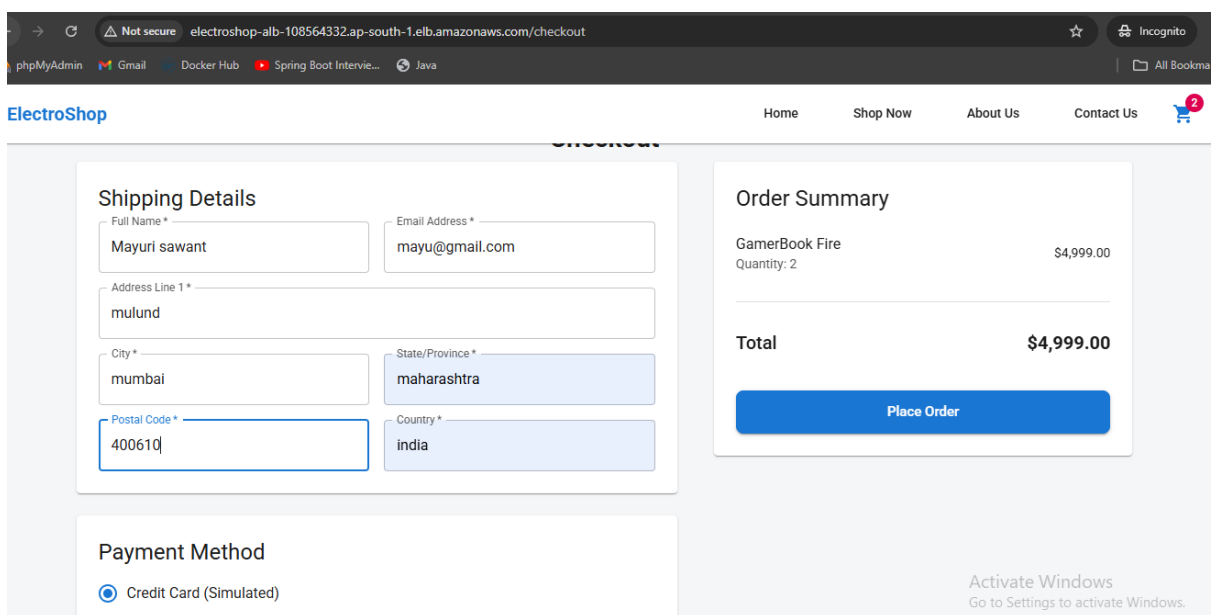 Not secure electroshop-alb-108564332.ap-south-1.elb.amazonaws.com/checkout Incognito
phpMyAdmin Gmail Docker Hub Spring Boot Intervie... Java All Bookma
ElectroShop Home Shop Now About Us Contact Us 2
Checkout
Shipping Details
Full Name *
Mayuri sawant
Email Address *
mayu@gmail.com
Address Line 1 *
mulund
City *
mumbai
State/Province *
maharashtra
Postal Code *
400610
Country *
india
Payment Method
Credit Card (Simulated)
Order Summary
GamerBook Fire
Quantity: 2
$4,999.00
Total $4,999.00
Place Order
Activate Windows
Go to Settings to activate Windows.